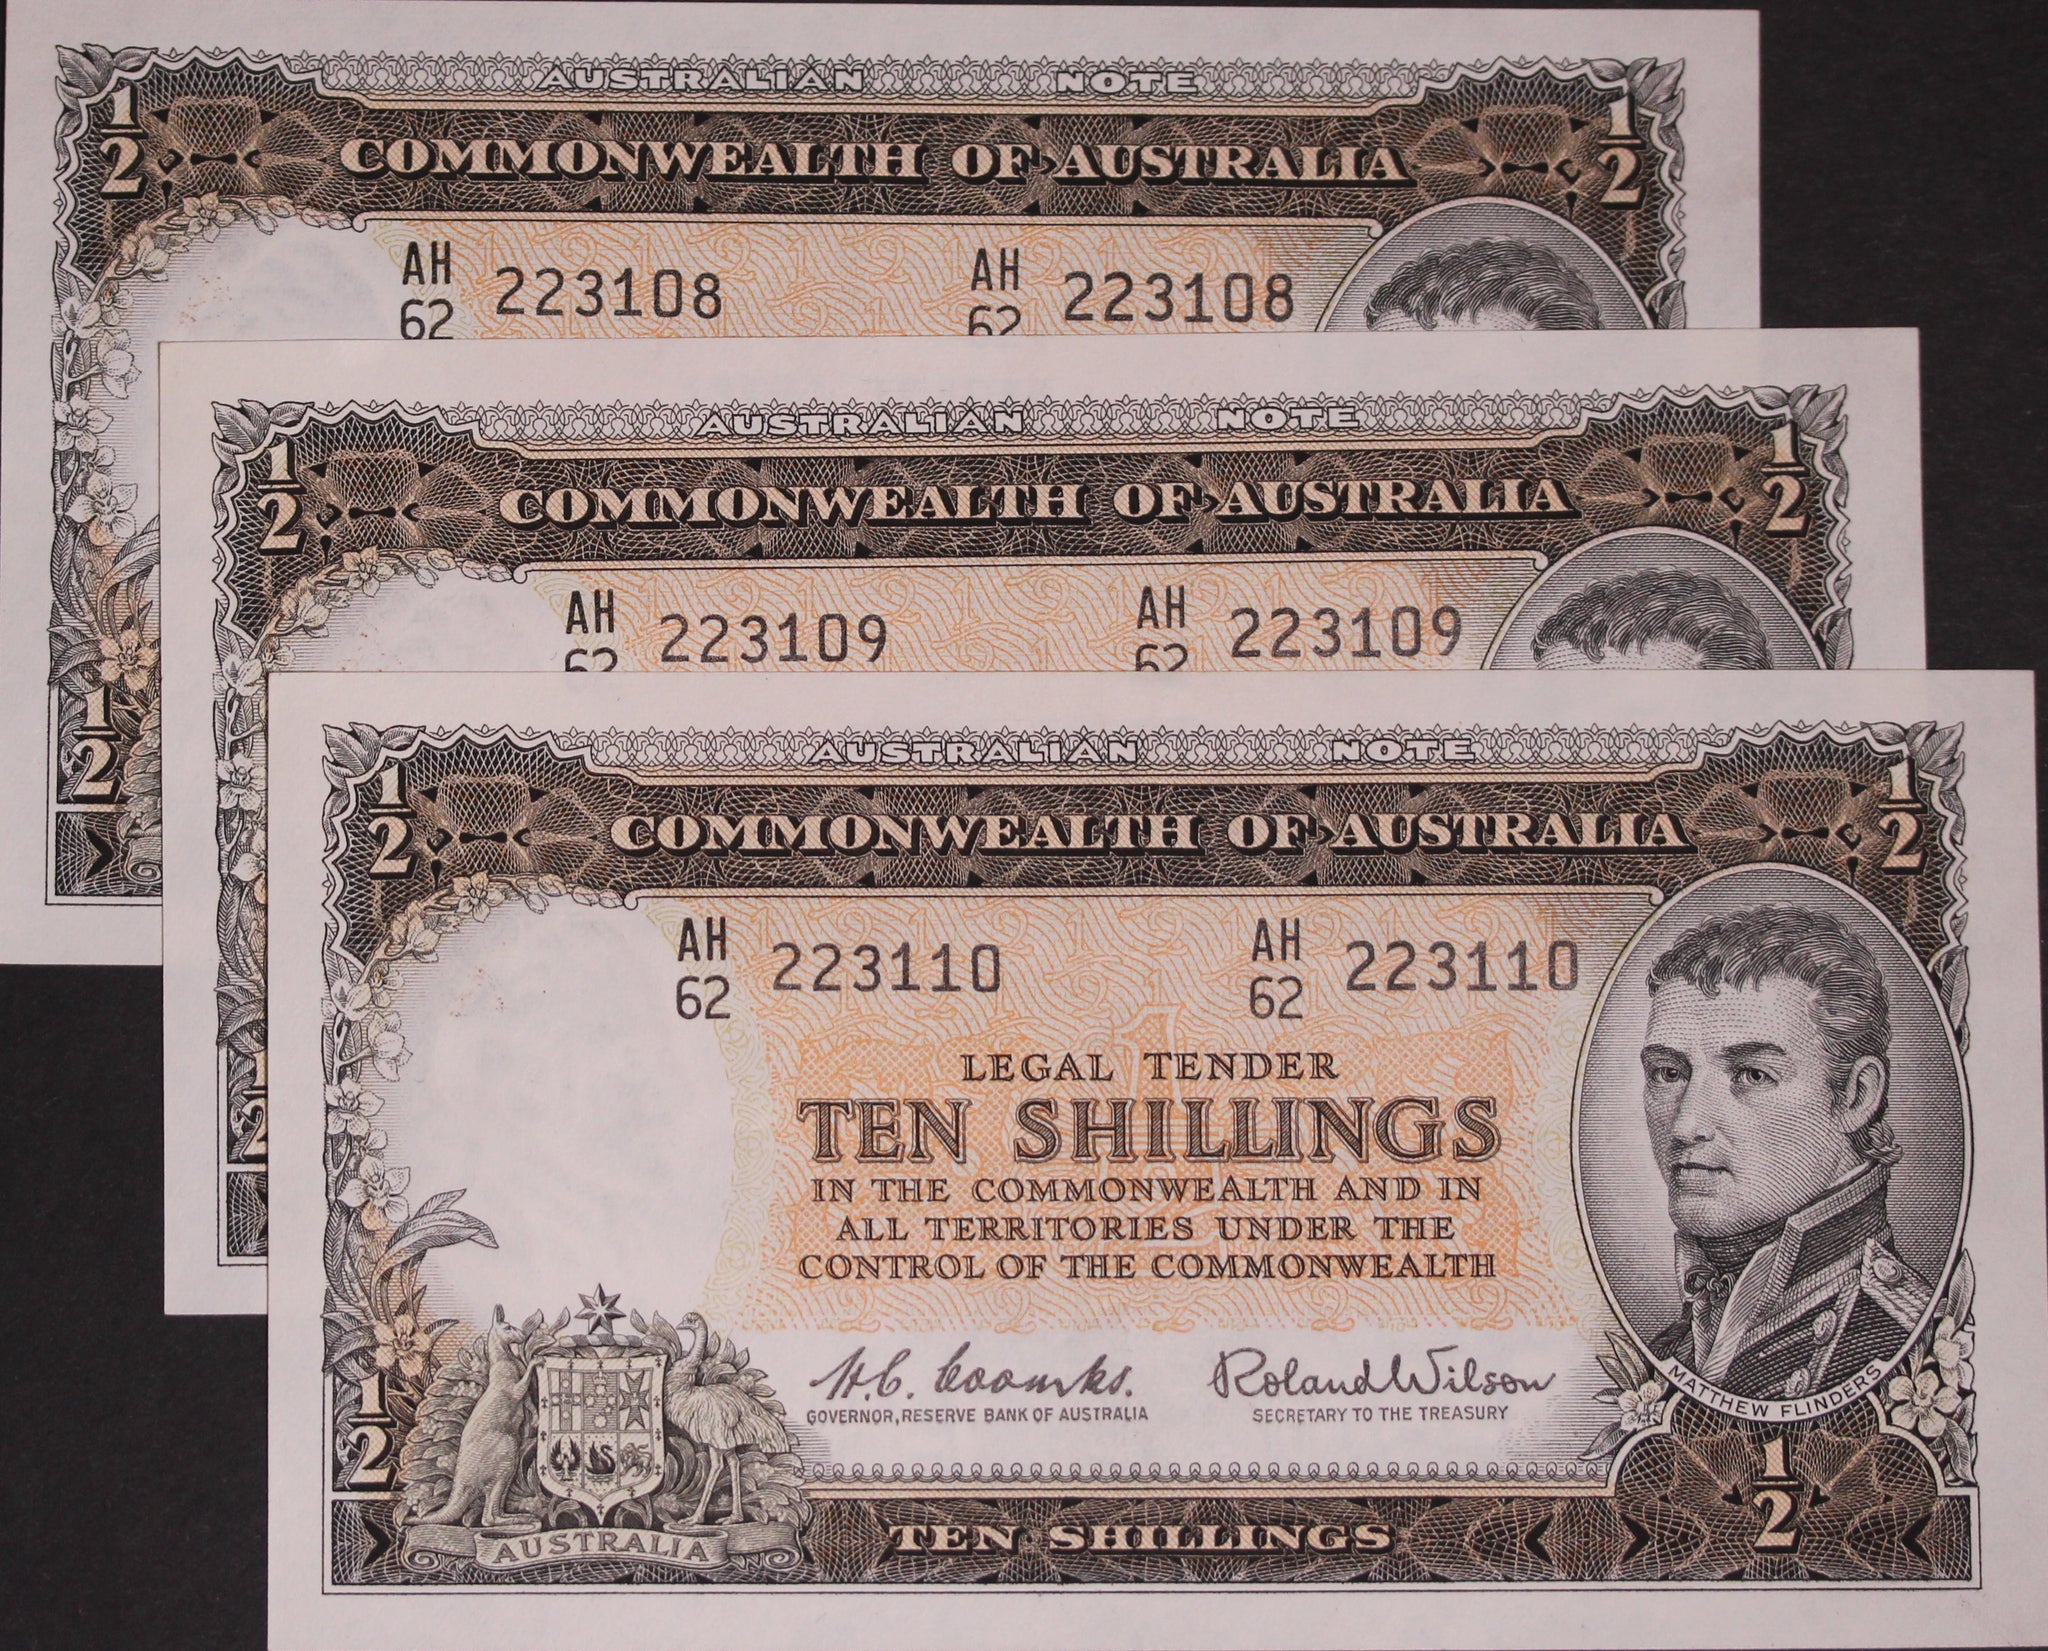 AUSTRALIAN NOTE
1/2 COMMONWEALTH OF AUSTRALIA 1/2
AH 223108 AH 223108
62 62
1/2
AUSTRALIAN NOTE
1/2 COMMONWEALTH OF AUSTRALIA 1/2
AH 223109 AH 223109
62 62
AUSTRALIAN NOTE
1/2 COMMONWEALTH OF AUSTRALIA 1/2
AH 223110 AH 223110
62 62
LEGAL TENDER
TEN SHILLINGS
IN THE COMMONWEALTH AND IN
ALL TERRITORIES UNDER THE
CONTROL OF THE COMMONWEALTH
H.C. Coombs. Roland Wilson
GOVERNOR, RESERVE BANK OF AUSTRALIA SECRETARY TO THE TREASURY
MATTHEW FLINDERS
1/2 1/2
AUSTRALIA TEN SHILLINGS